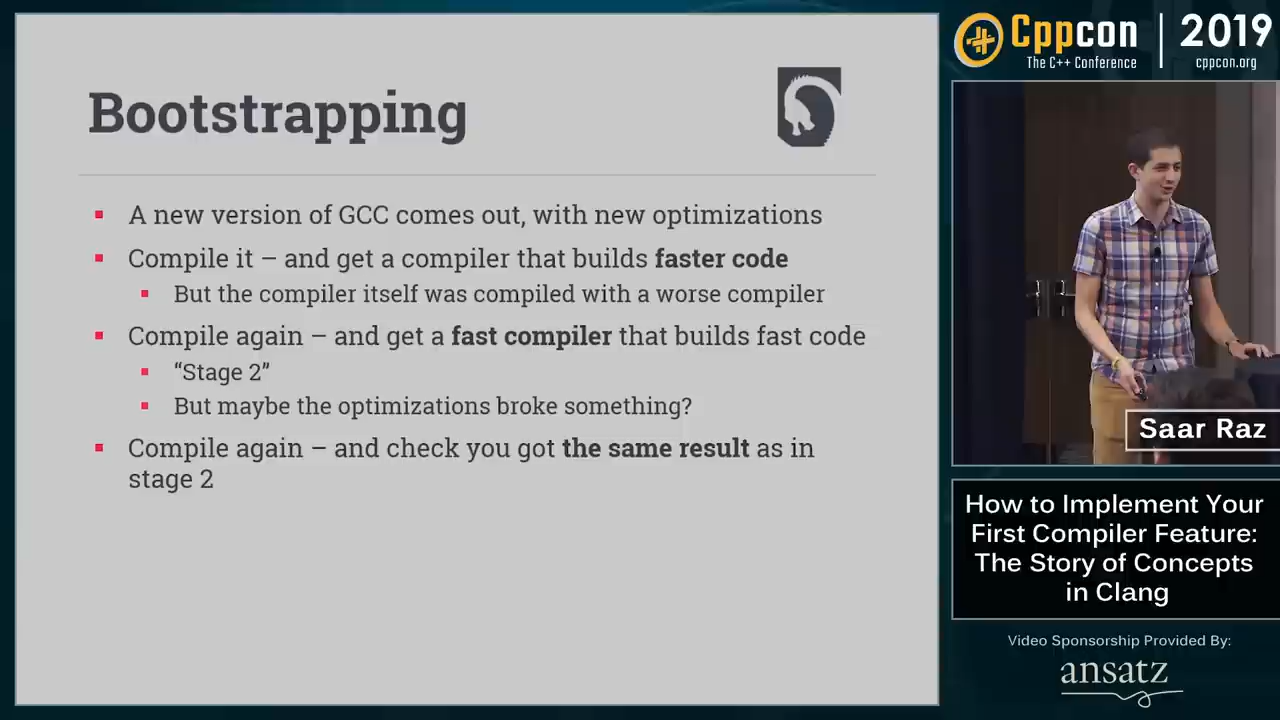 Bootstrapping
A new version of GCC comes out, with new optimizations
Compile it – and get a compiler that builds faster code
But the compiler itself was compiled with a worse compiler
Compile again – and get a fast compiler that builds fast code
“Stage 2”
But maybe the optimizations broke something?
Compile again – and check you got the same result as in
stage 2
Cppcon | 2019
The C++ Conference cppcon.org
Saar Raz
How to Implement Your
First Compiler Feature:
The Story of Concepts
in Clang
Video Sponsorship Provided By:
ansatz